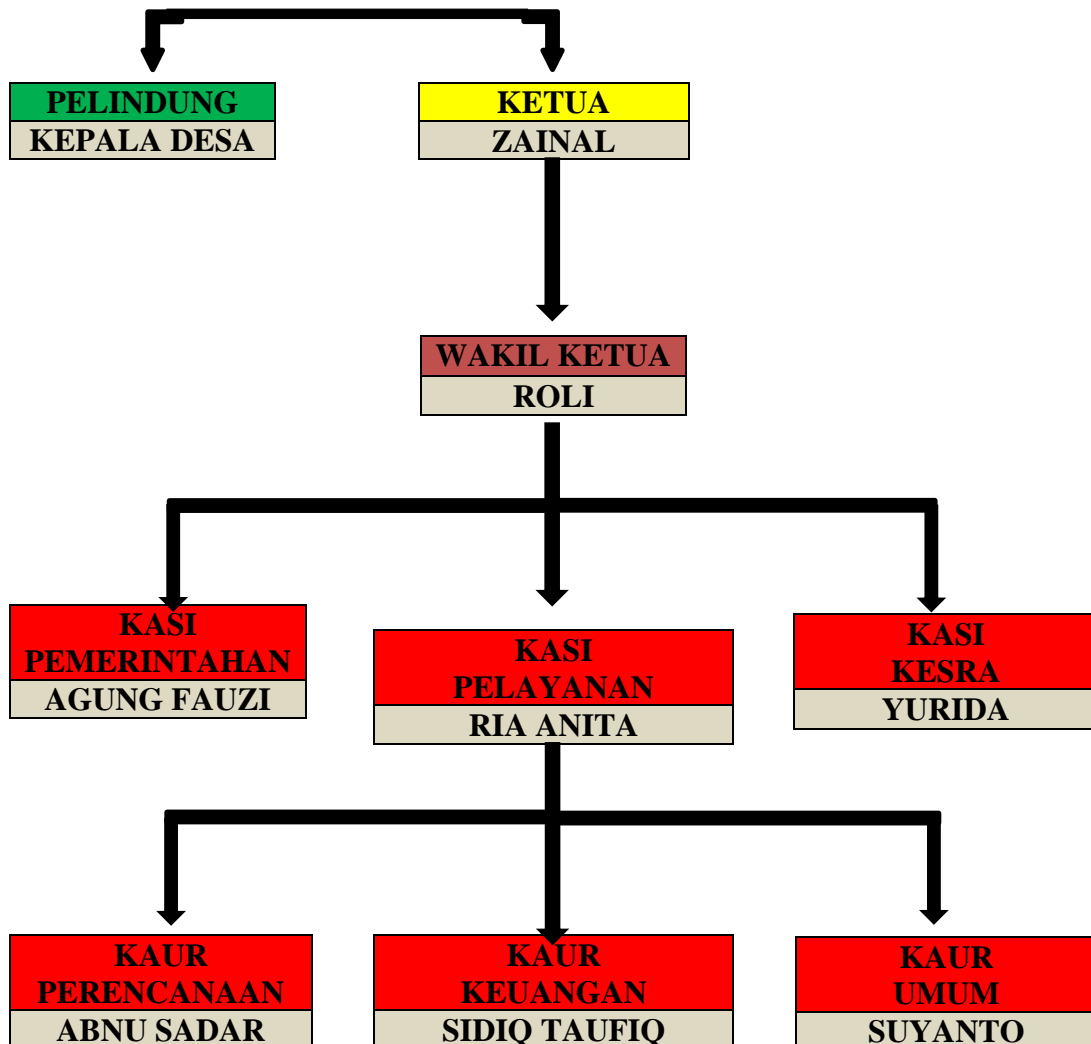 PELINDUNG
KEPALA DESA
KETUA
ZAINAL
WAKIL KETUA
ROLI
KASI
PEMERINTAHAN
AGUNG FAUZI
KASI
PELAYANAN
RIA ANITA
KASI
KESRA
YURIDA
KAUR
PERENCANAAN
ABNU SADAR
KAUR
KEUANGAN
SIDIQ TAUFIQ
KAUR
UMUM
SUYANTO